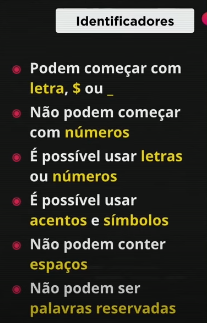 Identificadores
Podem começar com
letra, $ ou _
Não podem começar
com números
É possível usar letras
ou números
É possível usar
acentos e símbolos
Não podem conter
espaços
Não podem ser
palavras reservadas